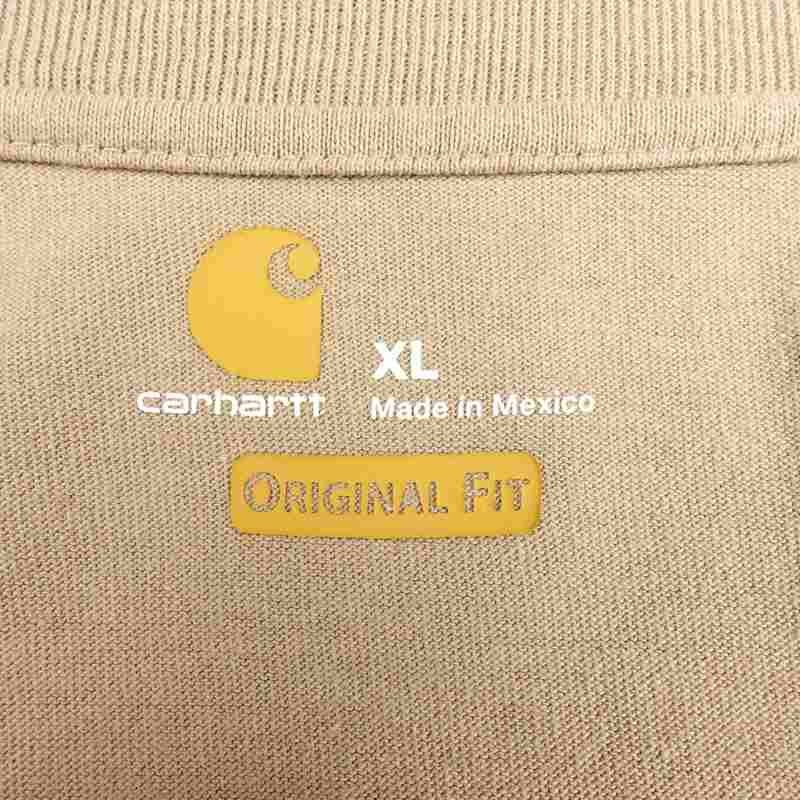 XL
carhartt
Made in Mexico
ORIGINAL FIT